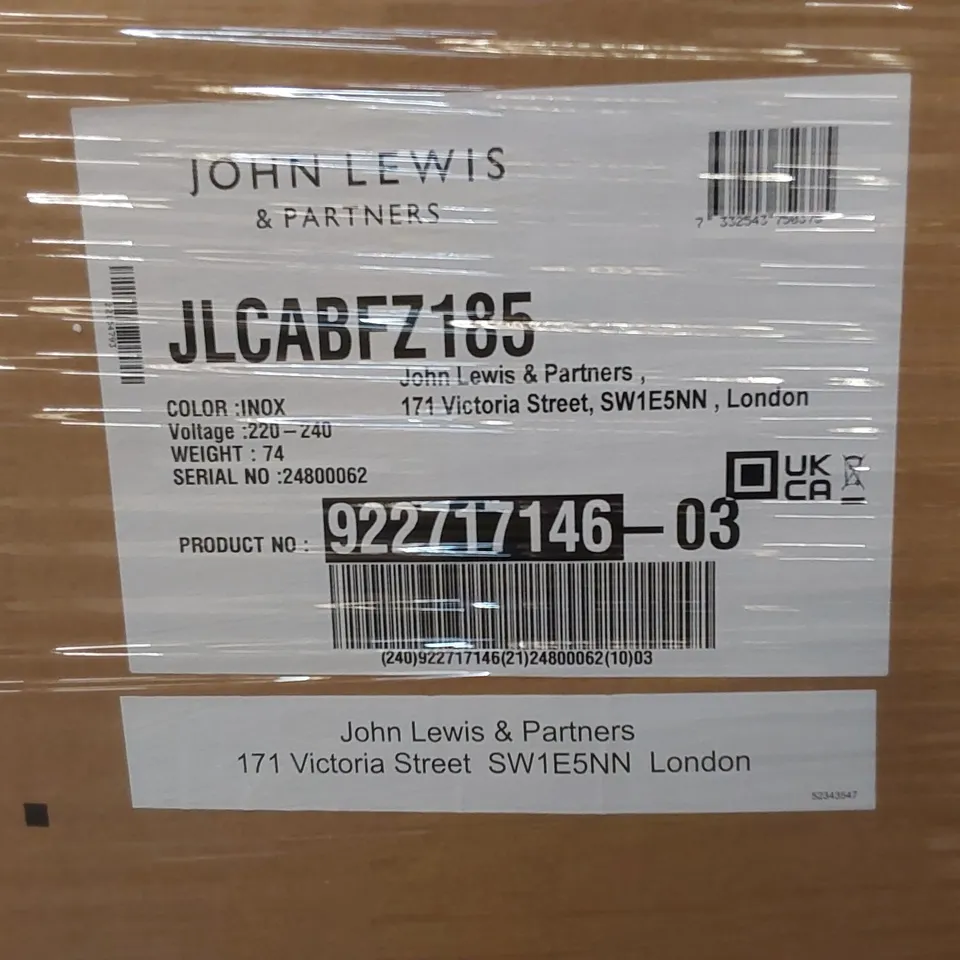 JOHN LEWIS
& PARTNERS
JLCABFZ185
John Lewis & Partners ,
171 Victoria Street, SW1E5NN , London
COLOR :INOX
Voltage :220-240
WEIGHT : 74
SERIAL NO :24800062
UK
CA
PRODUCT NO : 922717146-03
(240)922717146(21)24800062(10)03
John Lewis & Partners
171 Victoria Street SW1E5NN London
52343547